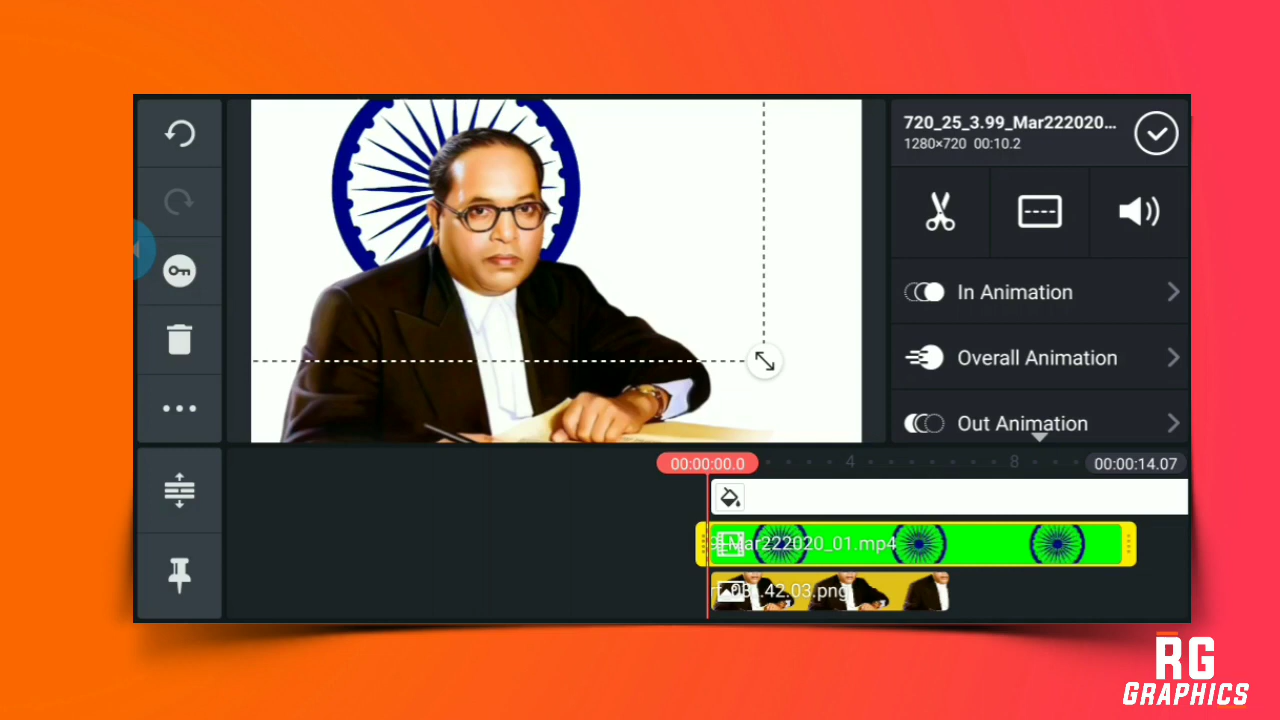 720_25_3.99_Mar222020...
1280×720 00:10.2
In Animation
Overall Animation
Out Animation
00:00:00.0
4
8
00:00:14.07
Mar222020_01.mp4
.42.03.png
RG
GRAPHICS